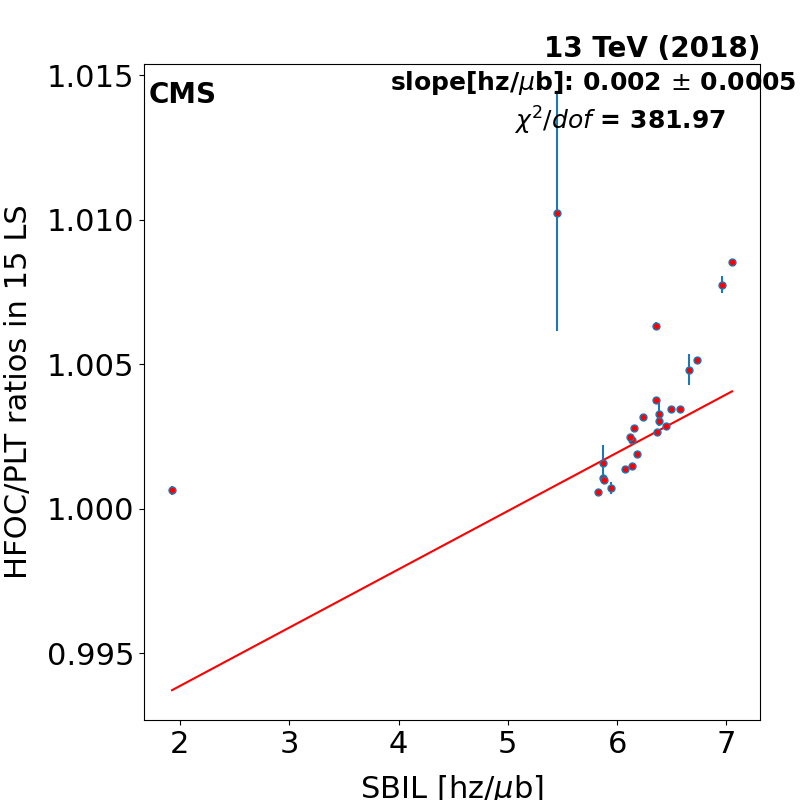 13 TeV (2018)
CMS
slope[hz/μb]: 0.002 ± 0.0005
χ²/dof = 381.97
HFOC/PLT ratios in 15 LS
1.015
1.010
1.005
1.000
0.995
2 3 4 5 6 7
SBIL [hz/μb]